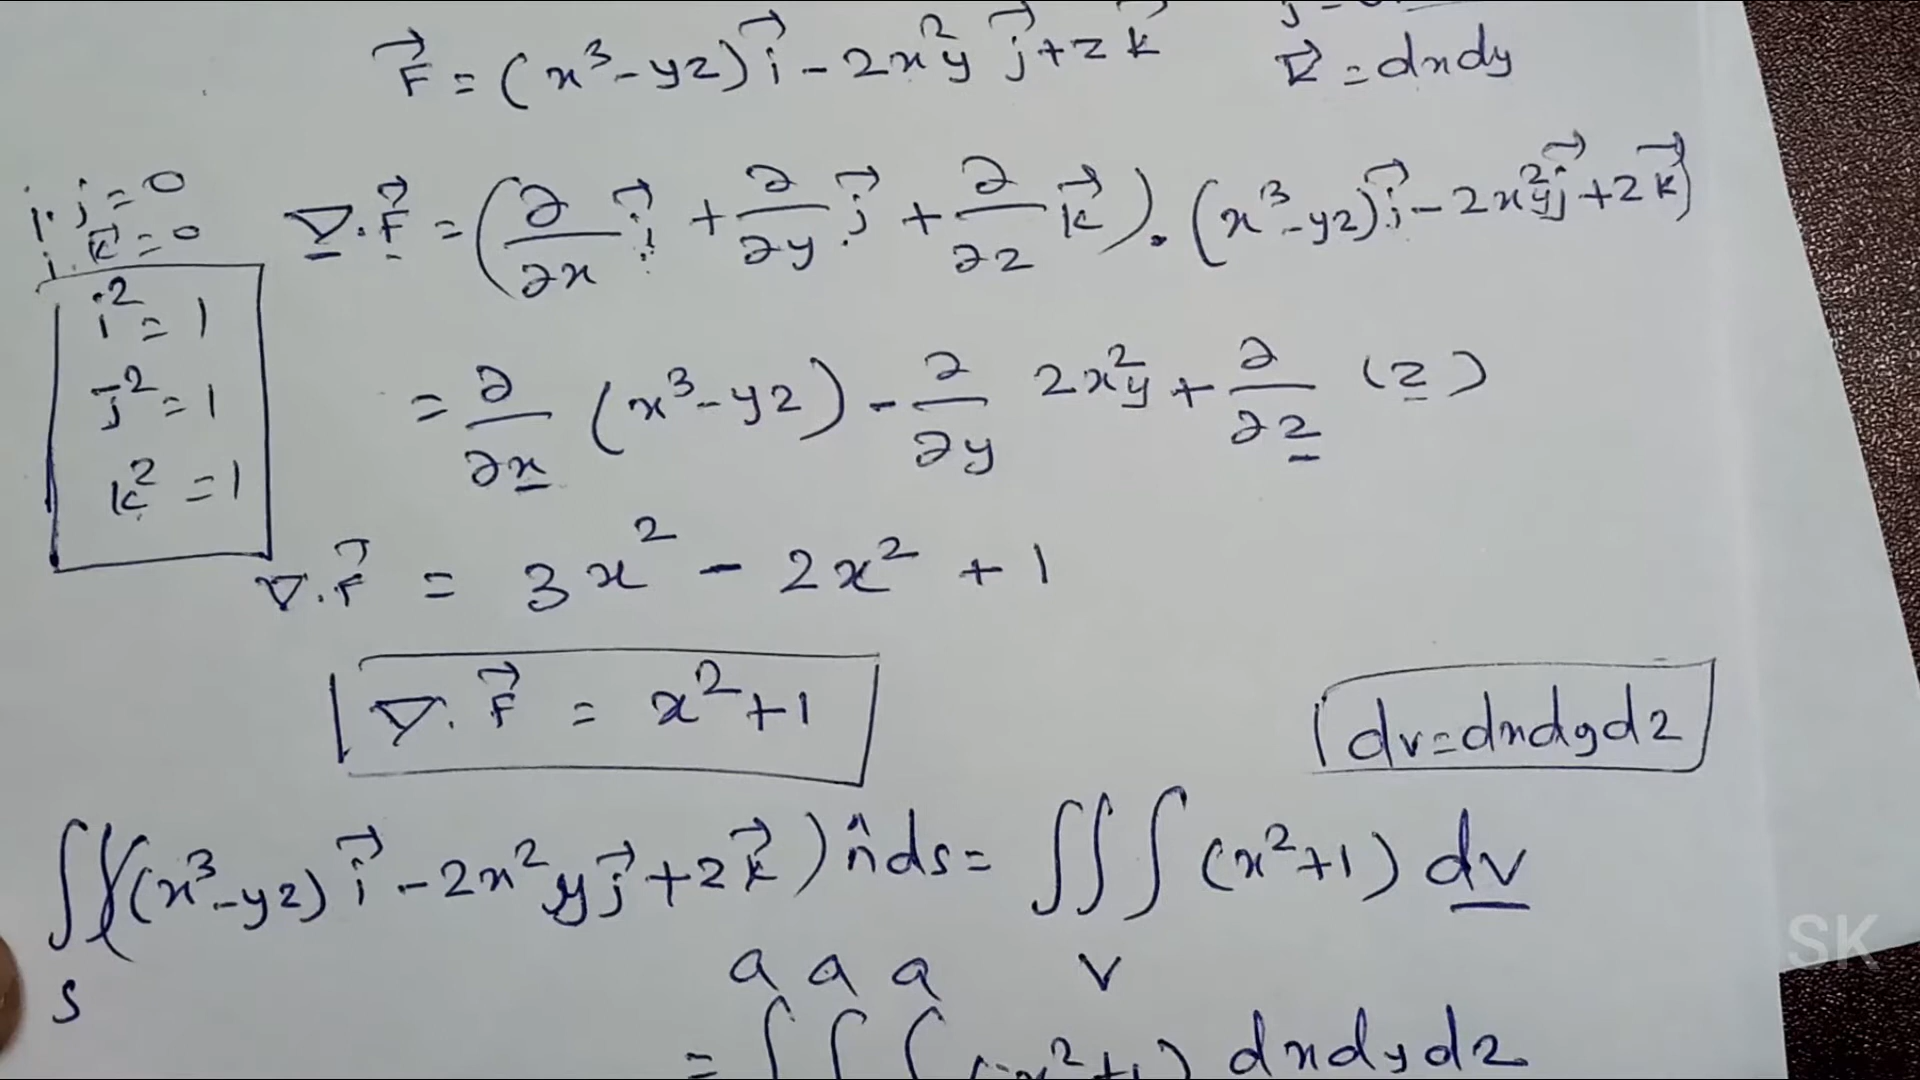 F⃗ = (x³-yz) i⃗ - 2x²y j⃗ + z k⃗
k⃗ = dxdy
i.j = 0
i.k⃗ = 0
∇.F⃗ = (∂/∂x i⃗ + ∂/∂y j⃗ + ∂/∂z k⃗) . (x³-yz) i⃗ - 2x²y j⃗ + z k⃗)
i² = 1
j² = 1
k² = 1
= ∂/∂x (x³-yz) - ∂/∂y 2x²y + ∂/∂z (z)
∇.F⃗ = 3x² - 2x² + 1
∇.F⃗ = x²+1
dv=dxdydz
∬((x³-yz) i⃗ - 2x²y j⃗ + z k⃗) n̂ ds = ∭ (x²+1) dv
S
V
a a a
= ∫ ∫ ∫ (x²+1) dxdydz
SK